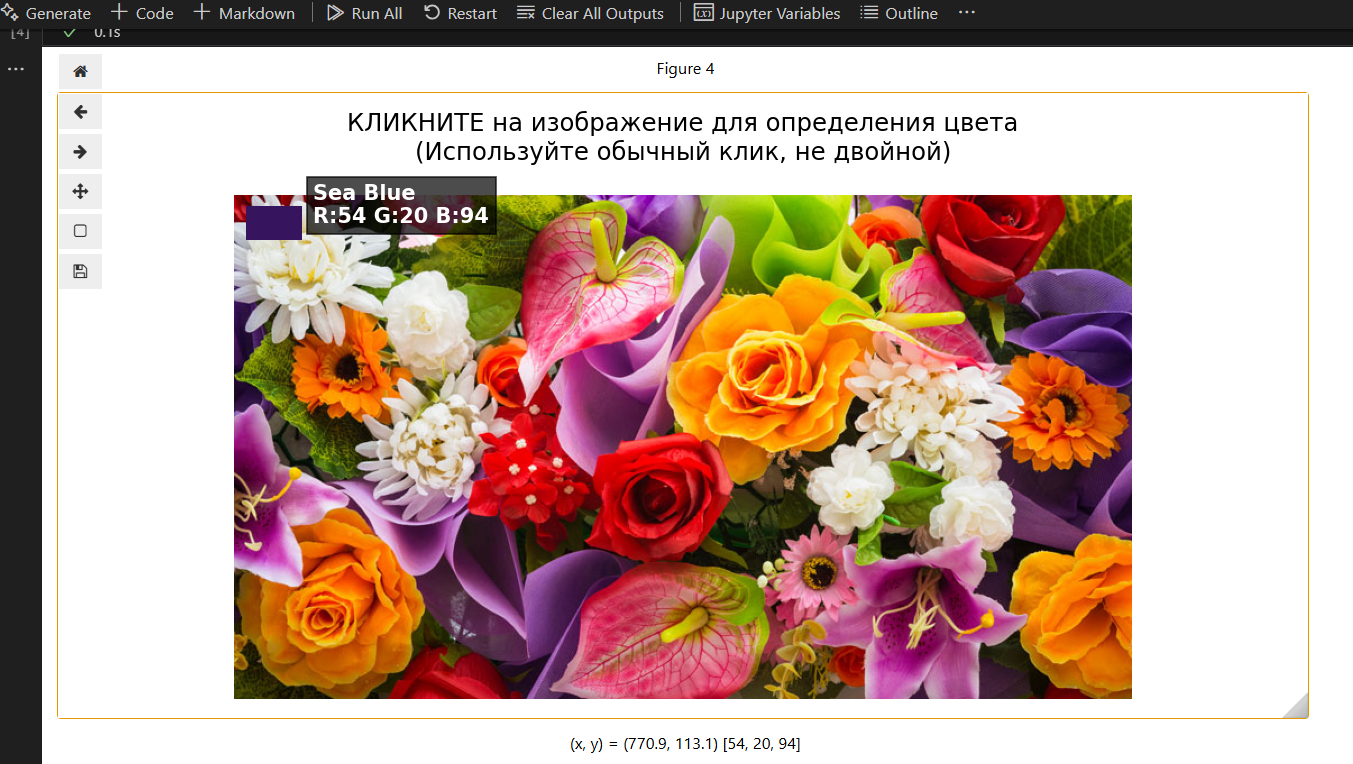 Generate Code Markdown Run All Restart Clear All Outputs Jupyter Variables Outline ...
[4] 0.1s
Figure 4
КЛИКНИТЕ на изображение для определения цвета
(Используйте обычный клик, не двойной)
Sea Blue
R:54 G:20 B:94
(x, y) = (770.9, 113.1) [54, 20, 94]